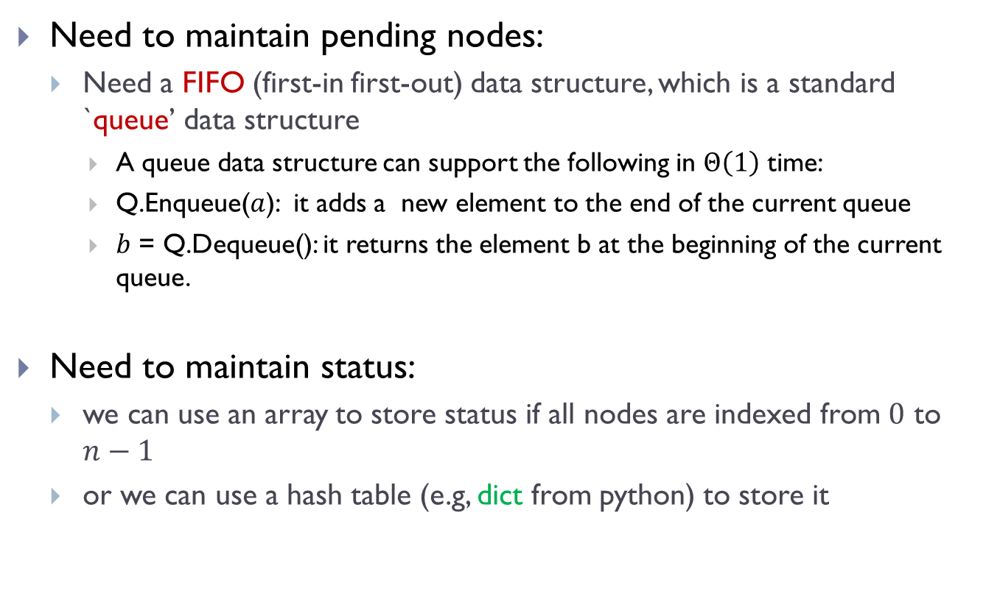 Need to maintain pending nodes:
Need a FIFO (first-in first-out) data structure, which is a standard
`queue’ data structure
A queue data structure can support the following in Θ(1) time:
Q.Enqueue(𝑎): it adds a new element to the end of the current queue
𝑏 = Q.Dequeue(): it returns the element b at the beginning of the current
queue.
Need to maintain status:
we can use an array to store status if all nodes are indexed from 0 to
𝑛 − 1
or we can use a hash table (e.g, dict from python) to store it